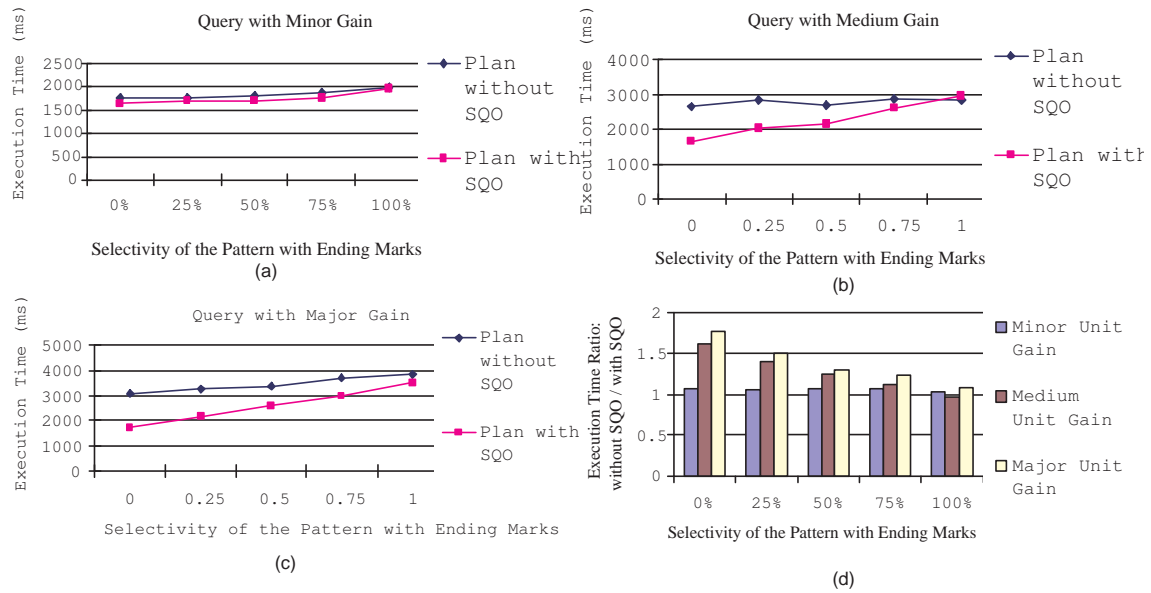 Query with Minor Gain
Execution Time (ms)
2500
2000
1500
1000
500
0
0% 25% 50% 75% 100%
Selectivity of the Pattern with Ending Marks
Plan
without
SQO
Plan with
SQO
(a)
Query with Medium Gain
Execution Time (ms)
4000
3000
2000
1000
0
0 0.25 0.5 0.75 1
Selectivity of the Pattern with Ending Marks
Plan
without
SQO
Plan with
SQO
(b)
Query with Major Gain
Execution Time (ms)
5000
4000
3000
2000
1000
0
0 0.25 0.5 0.75 1
Selectivity of the Pattern with Ending Marks
Plan
without
SQO
Plan with
SQO
(c)
Execution Time Ratio:
without SQO / with SQO
2
1.5
1
0.5
0
0% 25% 50% 75% 100%
Selectivity of the Pattern with Ending Marks
Minor Unit
Gain
Medium
Unit Gain
Major Unit
Gain
(d)